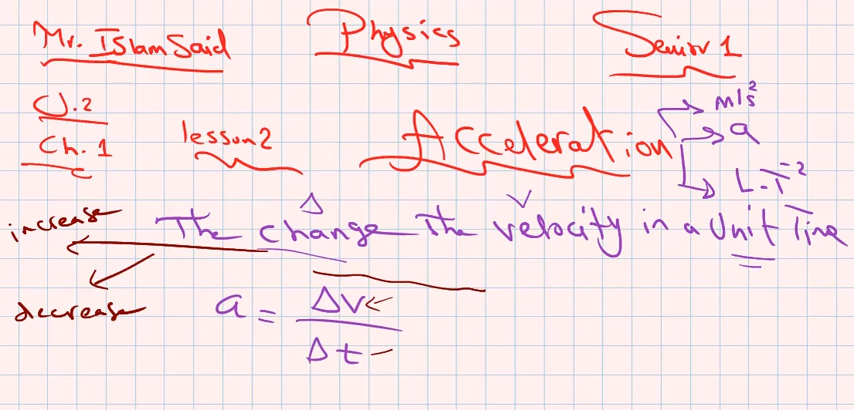 Mr. Islam Said Physics Senior 1
U.2
Ch. 1 lesson 2 Acceleration
m/s²
a
L.T⁻²
Δ V
increase The change The velocity in a Unit Time
decrease a = ΔV / Δt